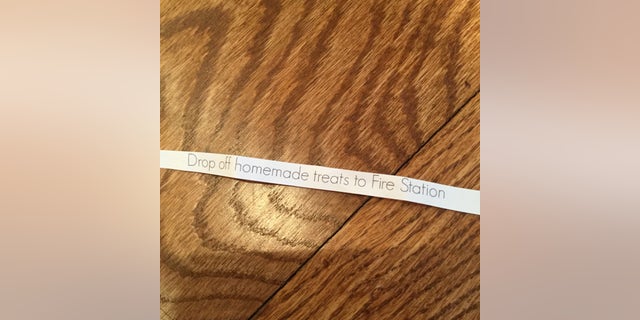 Drop off homemade treats to Fire Station